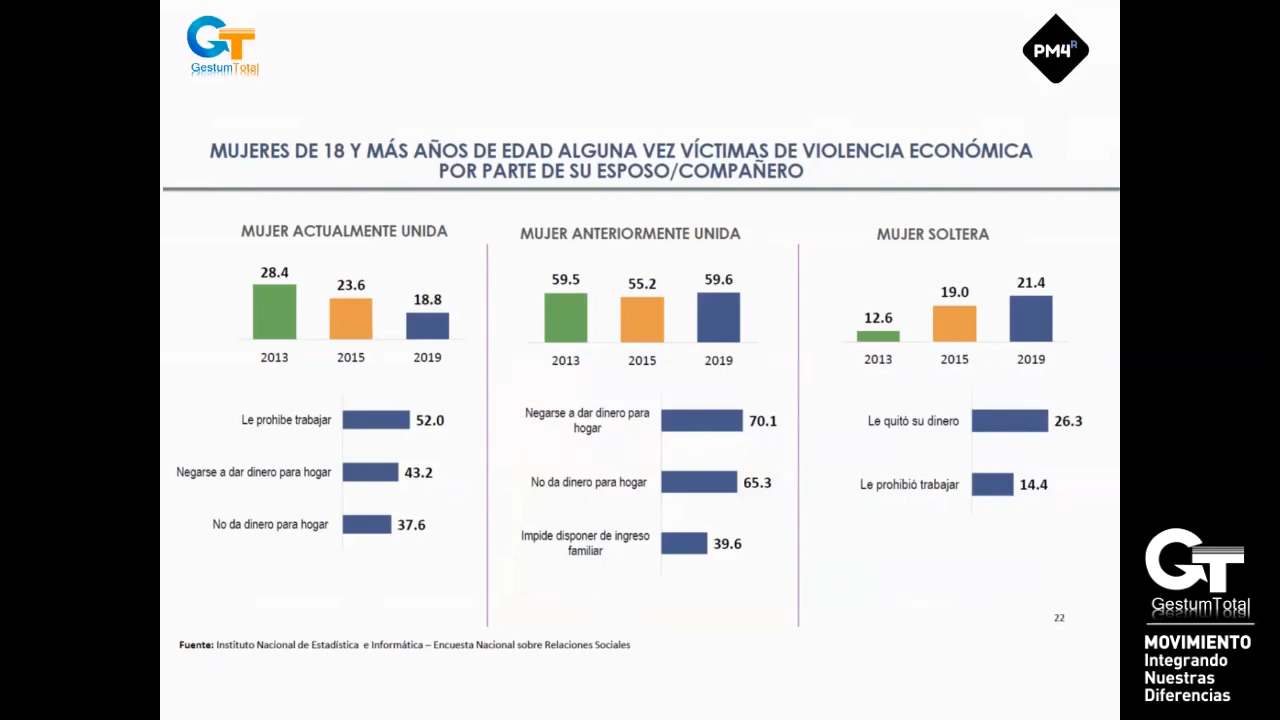 GT
GestumTotal
PM4R
MUJERES DE 18 Y MÁS AÑOS DE EDAD ALGUNA VEZ VÍCTIMAS DE VIOLENCIA ECONÓMICA
POR PARTE DE SU ESPOSO/COMPAÑERO
MUJER ACTUALMENTE UNIDA
28.4
23.6
18.8
2013
2015
2019
Le prohibe trabajar
52.0
Negarse a dar dinero para hogar
43.2
No da dinero para hogar
37.6
MUJER ANTERIORMENTE UNIDA
59.5
55.2
59.6
2013
2015
2019
Negarse a dar dinero para
hogar
70.1
No da dinero para hogar
65.3
Impide disponer de ingreso
familiar
39.6
MUJER SOLTERA
12.6
19.0
21.4
2013
2015
2019
Le quitó su dinero
26.3
Le prohibió trabajar
14.4
22
Fuente: Instituto Nacional de Estadística e Informática – Encuesta Nacional sobre Relaciones Sociales
GT
GestumTotal
MOVIMIENTO
Integrando
Nuestras
Diferencias